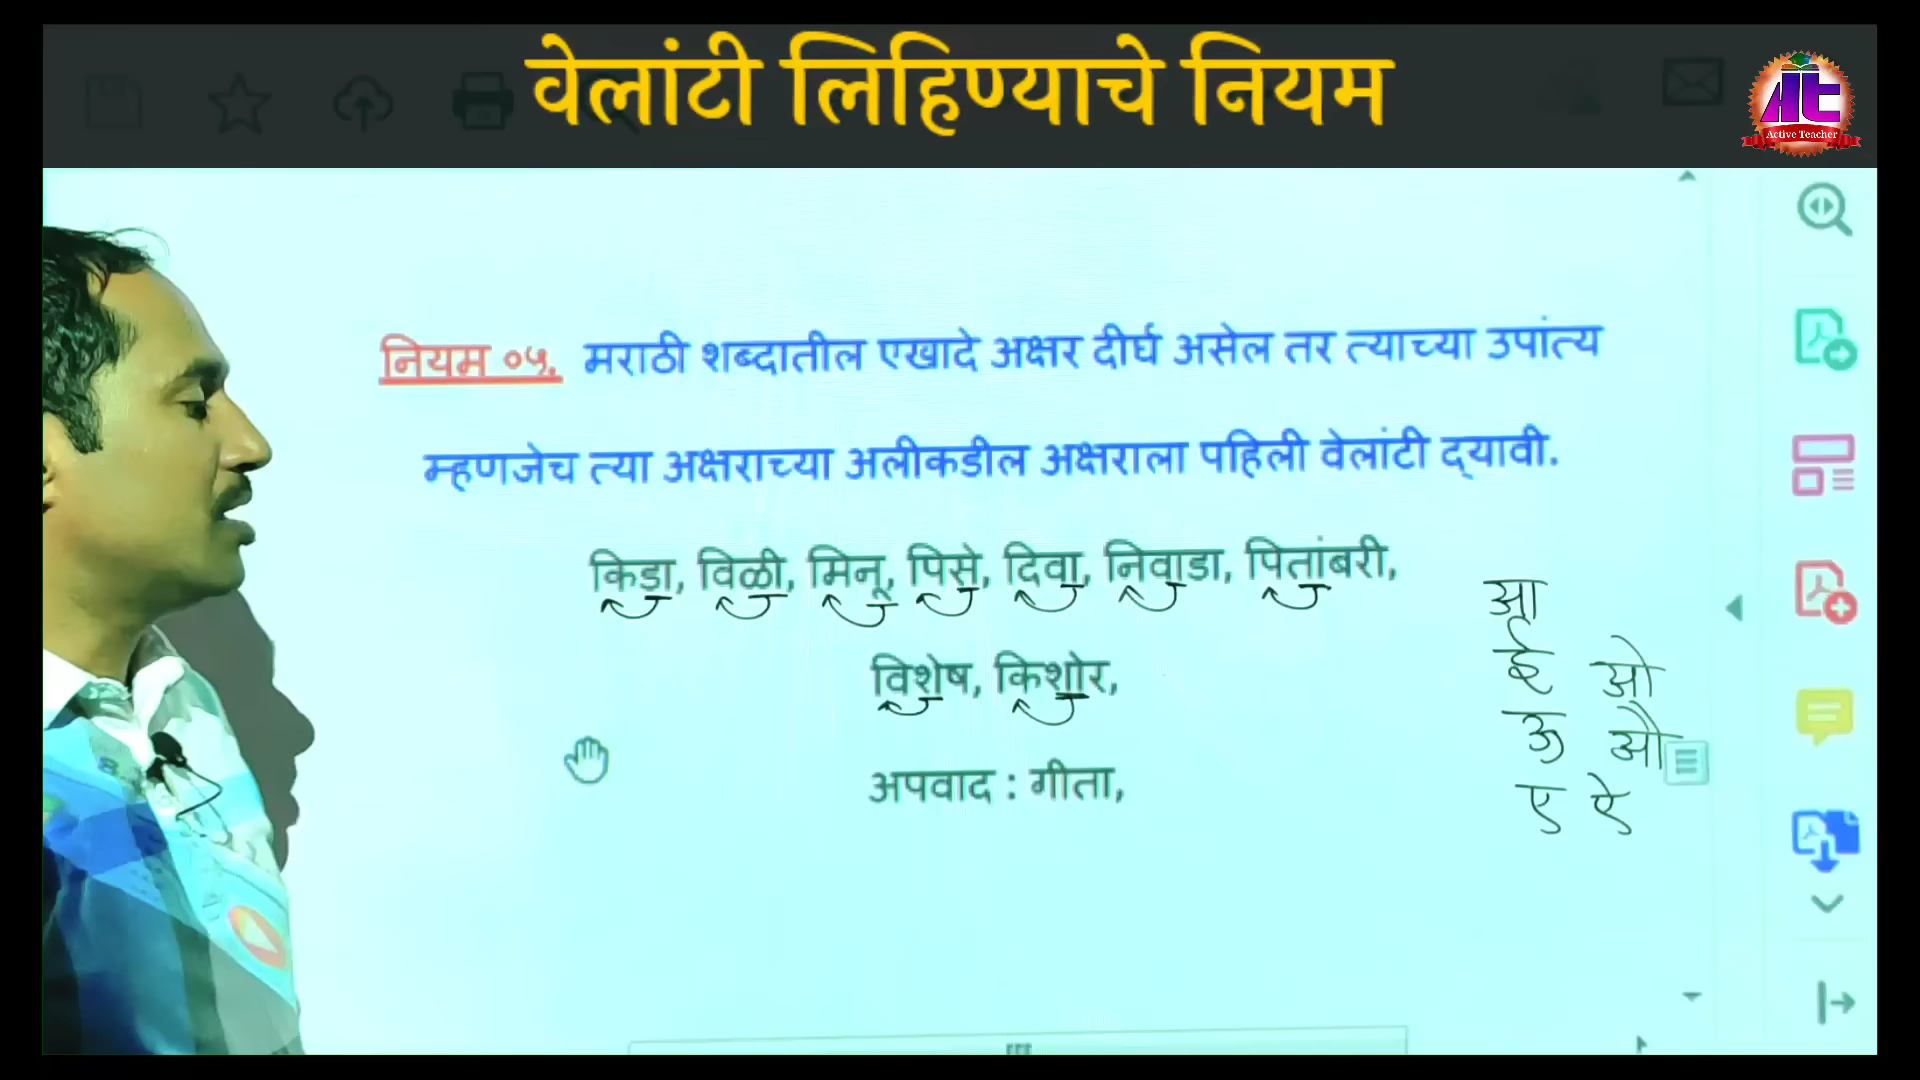 वेलांटी लिहिण्याचे नियम
Active Teacher
नियम ०५. मराठी शब्दातील एखादे अक्षर दीर्घ असेल तर त्याच्या उपांत्य
म्हणजेच त्या अक्षराच्या अलीकडील अक्षराला पहिली वेलांटी द्यावी.
किडा, विळी, मिनू, पिसे, दिवा, निवाडा, पितांबरी,
विशेष, किशोर,
अपवाद : गीता,
आ
ई ओ
ऊ औ
ए ऐ